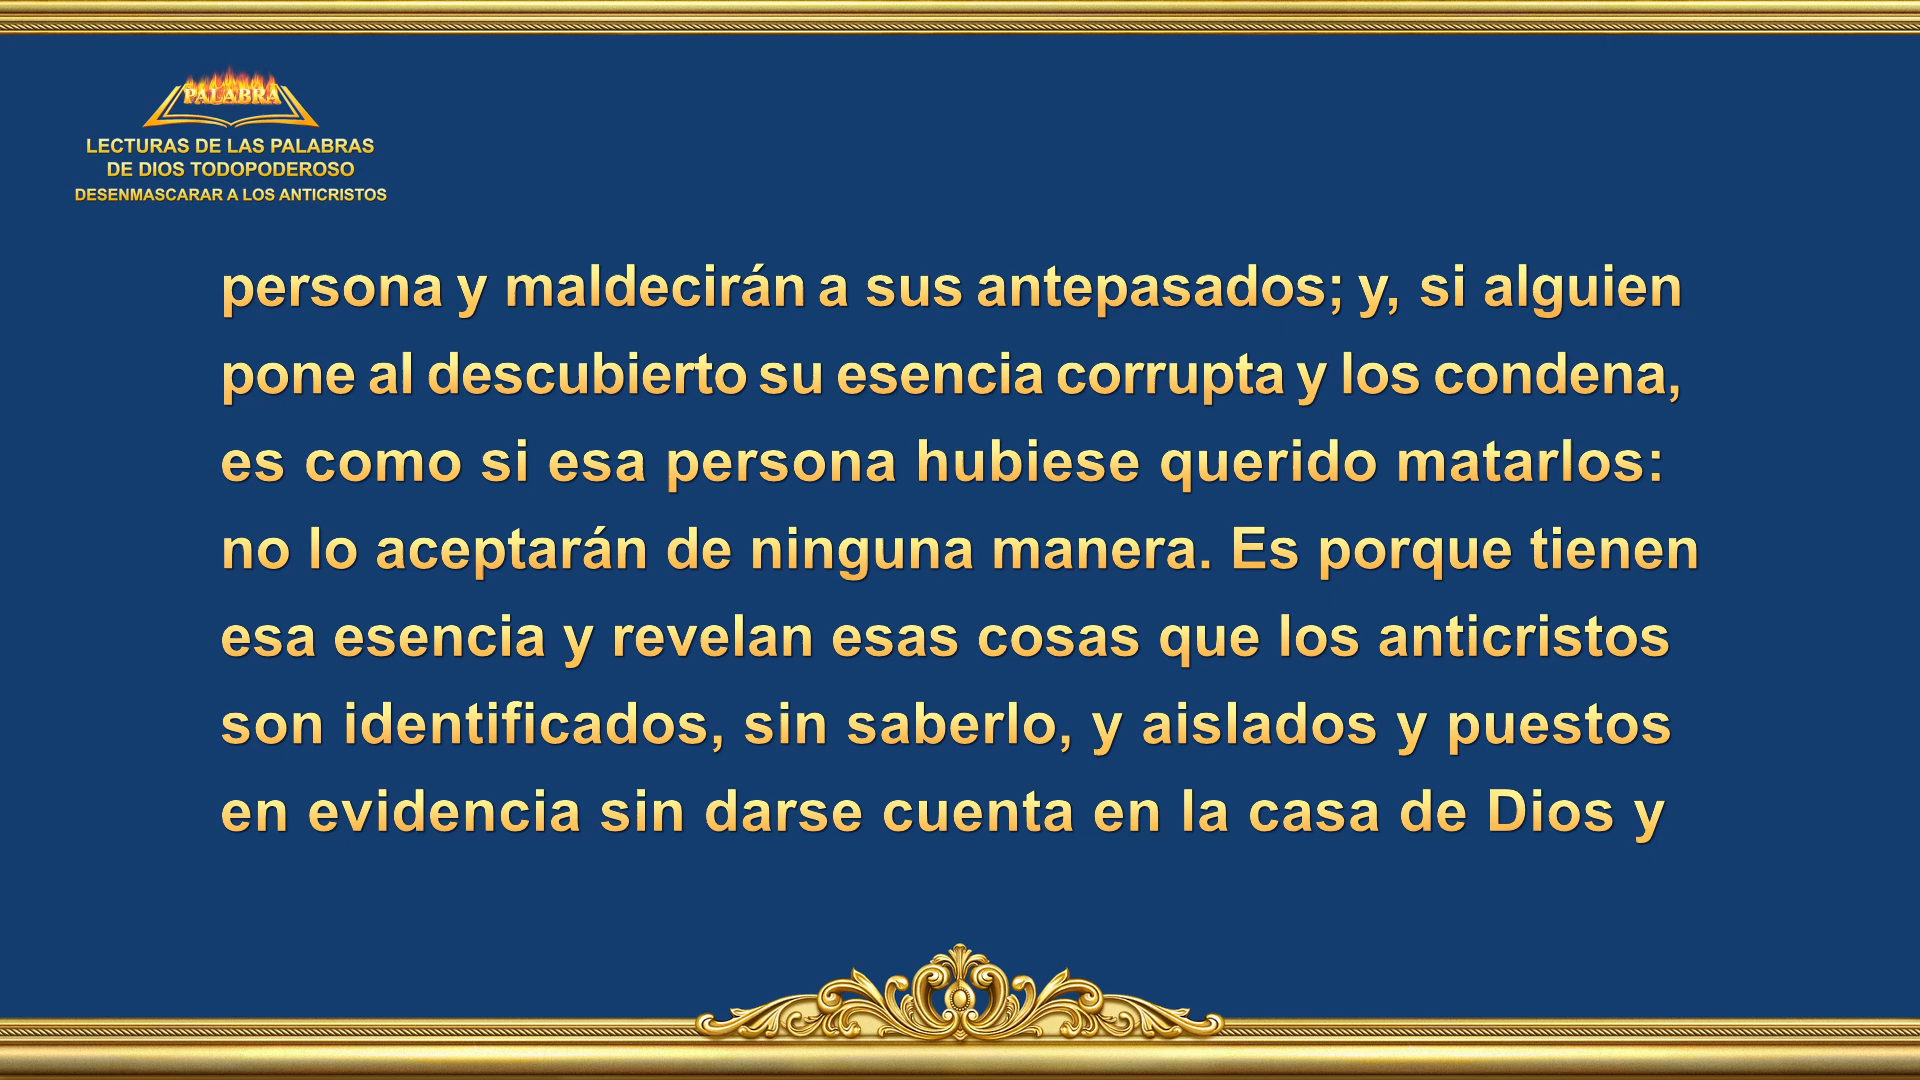 PALABRA
LECTURAS DE LAS PALABRAS
DE DIOS TODOPODEROSO
DESENMASCARAR A LOS ANTICRISTOS
persona y maldecirán a sus antepasados; y, si alguien
pone al descubierto su esencia corrupta y los condena,
es como si esa persona hubiese querido matarlos:
no lo aceptarán de ninguna manera. Es porque tienen
esa esencia y revelan esas cosas que los anticristos
son identificados, sin saberlo, y aislados y puestos
en evidencia sin darse cuenta en la casa de Dios y